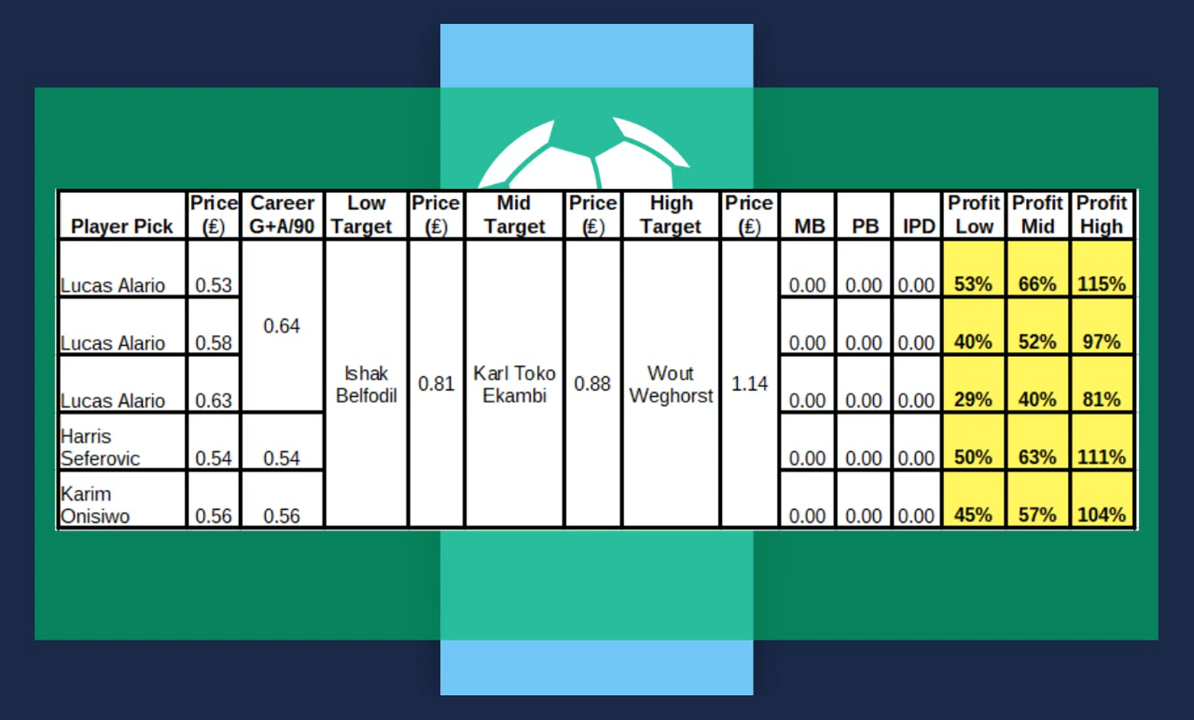 Player Pick Price (£) Career G+A/90 Low Target Price (£) Mid Target Price (£) High Target Price (£) MB PB IPD Profit Low Profit Mid Profit High
Lucas Alario 0.53 0.64 Ishak Belfodil 0.81 Karl Toko Ekambi 0.88 Wout Weghorst 1.14 0.00 0.00 0.00 53% 66% 115%
Lucas Alario 0.58 0.00 0.00 0.00 40% 52% 97%
Lucas Alario 0.63 0.00 0.00 0.00 29% 40% 81%
Harris Seferovic 0.54 0.54 0.00 0.00 0.00 50% 63% 111%
Karim Onisiwo 0.56 0.56 0.00 0.00 0.00 45% 57% 104%